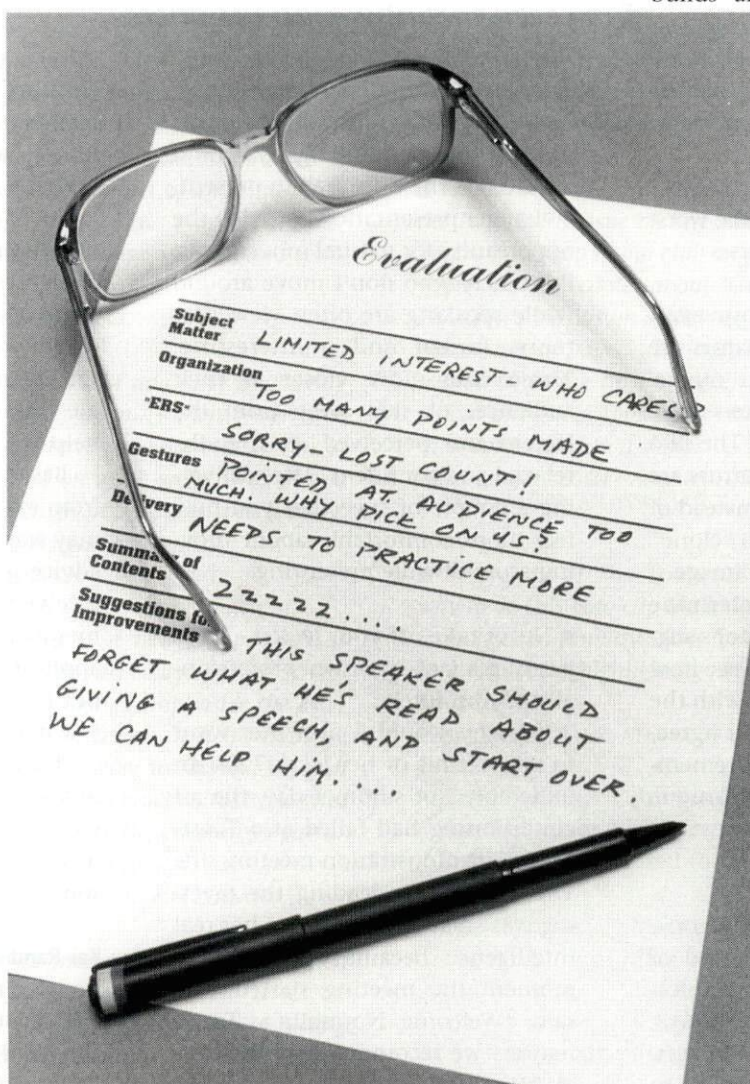 Evaluation
Subject
Matter LIMITED INTEREST WHO CARES?
Organization TOO MANY POINTS MADE
"ERS" SORRY - LOST COUNT!
Gestures POINTED AT AUDIENCE TOO
MUCH. WHY PICK ON US?
Delivery NEEDS TO PRACTICE MORE
Summary of
Contents ZZZZZ....
Suggestions for
Improvements THIS SPEAKER SHOULD
FORGET WHAT HE'S READ ABOUT
GIVING A SPEECH, AND START OVER.
WE CAN HELP HIM....